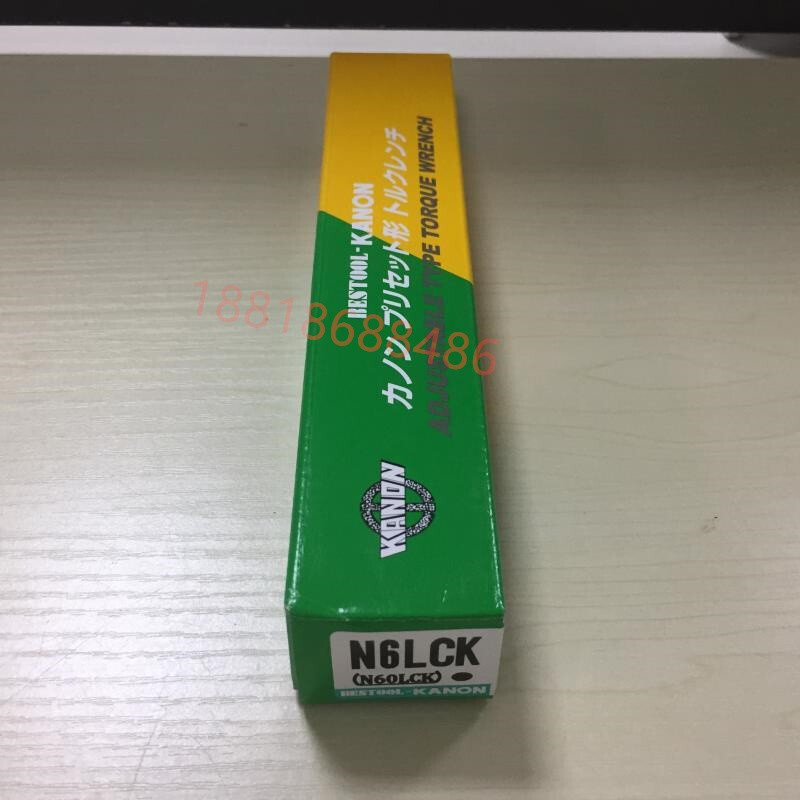 BESTOOL-KANON
カノン プリセット形 トルクレンチ
ADJUSTABLE TYPE TORQUE WRENCH
18818688486
KANON
N6LCK
(N60LCK)
BESTOOL-KANON